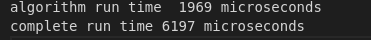 algorithm run time  1969 microseconds
complete run time 6197 microseconds